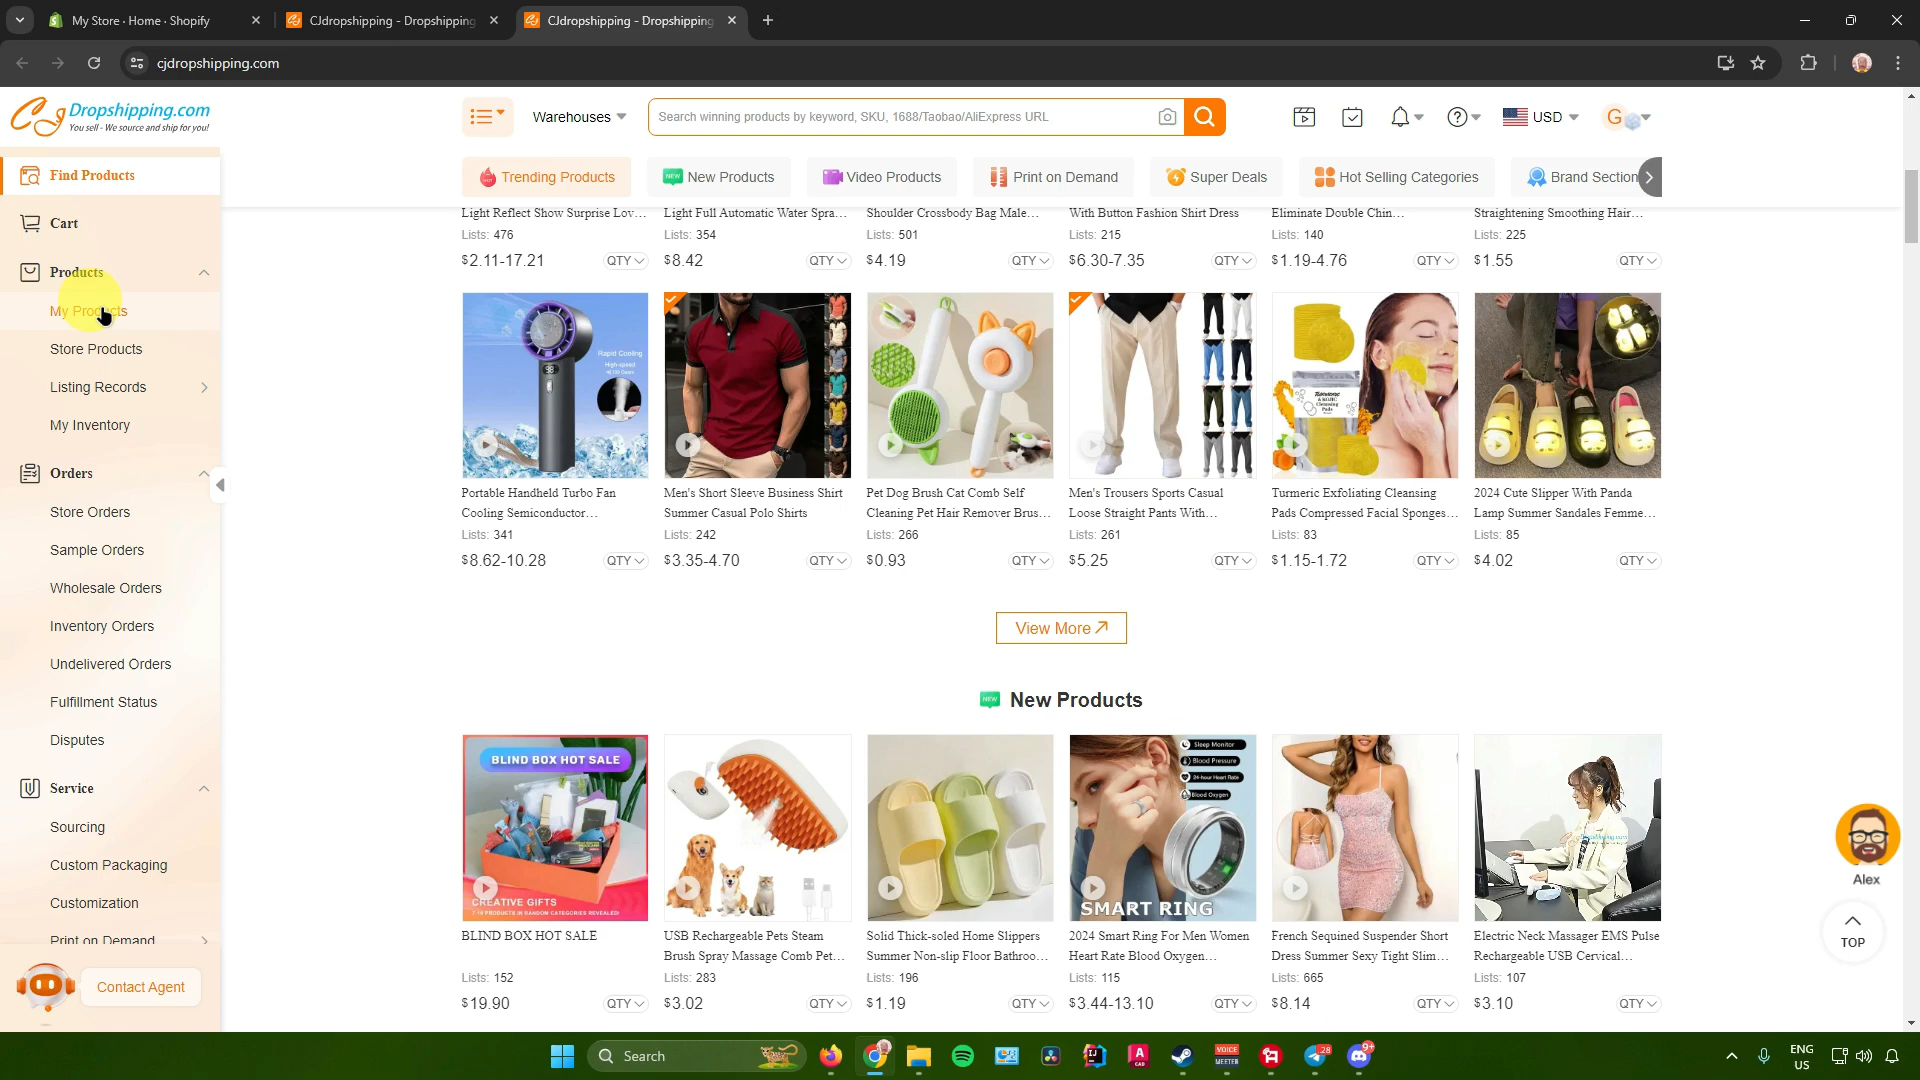 My Store · Home · Shopify
CJdropshipping - Dropshipping
CJdropshipping - Dropshipping
cjdropshipping.com
CJ Dropshipping.com
You sell - We source and ship for you!
Warehouses
Search winning products by keyword, SKU, 1688/Taobao/AliExpress URL
USD
G
Find Products
Trending Products
New Products
Video Products
Print on Demand
Super Deals
Hot Selling Categories
Brand Section
Cart
Products
My Products
Store Products
Listing Records
My Inventory
Orders
Store Orders
Sample Orders
Wholesale Orders
Inventory Orders
Undelivered Orders
Fulfillment Status
Disputes
Service
Sourcing
Custom Packaging
Customization
Print on Demand
Contact Agent
Light Reflect Show Surprise Lov...
Lists: 476
$2.11-17.21
QTY
Light Full Automatic Water Spra...
Lists: 354
$8.42
QTY
Shoulder Crossbody Bag Male...
Lists: 501
$4.19
QTY
With Button Fashion Shirt Dress
Lists: 215
$6.30-7.35
QTY
Eliminate Double Chin...
Lists: 140
$1.19-4.76
QTY
Straightening Smoothing Hair...
Lists: 225
$1.55
QTY
Rapid Cooling
High-speed
Portable Handheld Turbo Fan
Cooling Semiconductor...
Lists: 341
$8.62-10.28
QTY
Men's Short Sleeve Business Shirt
Summer Casual Polo Shirts
Lists: 242
$3.35-4.70
QTY
Pet Dog Brush Cat Comb Self
Cleaning Pet Hair Remover Brus...
Lists: 266
$0.93
QTY
Men's Trousers Sports Casual
Loose Straight Pants With...
Lists: 261
$5.25
QTY
Turmeric Exfoliating Cleansing
Pads Compressed Facial Sponges...
Lists: 83
$1.15-1.72
QTY
2024 Cute Slipper With Panda
Lamp Summer Sandales Femme...
Lists: 85
$4.02
QTY
View More
NEW New Products
BLIND BOX HOT SALE
CREATIVE GIFTS
BLIND BOX HOT SALE
Lists: 152
$19.90
QTY
USB Rechargeable Pets Steam
Brush Spray Massage Comb Pet...
Lists: 283
$3.02
QTY
Solid Thick-soled Home Slippers
Summer Non-slip Floor Bathroo...
Lists: 196
$1.19
QTY
Sleep Monitor
Blood Pressure
24-hour Heart Rate
Blood Oxygen
SMART RING
2024 Smart Ring For Men Women
Heart Rate Blood Oxygen...
Lists: 115
$3.44-13.10
QTY
French Sequined Suspender Short
Dress Summer Sexy Tight Slim...
Lists: 665
$8.14
QTY
Electric Neck Massager EMS Pulse
Rechargeable USB Cervical...
Lists: 107
$3.10
QTY
Alex
TOP
Search
ENG
US